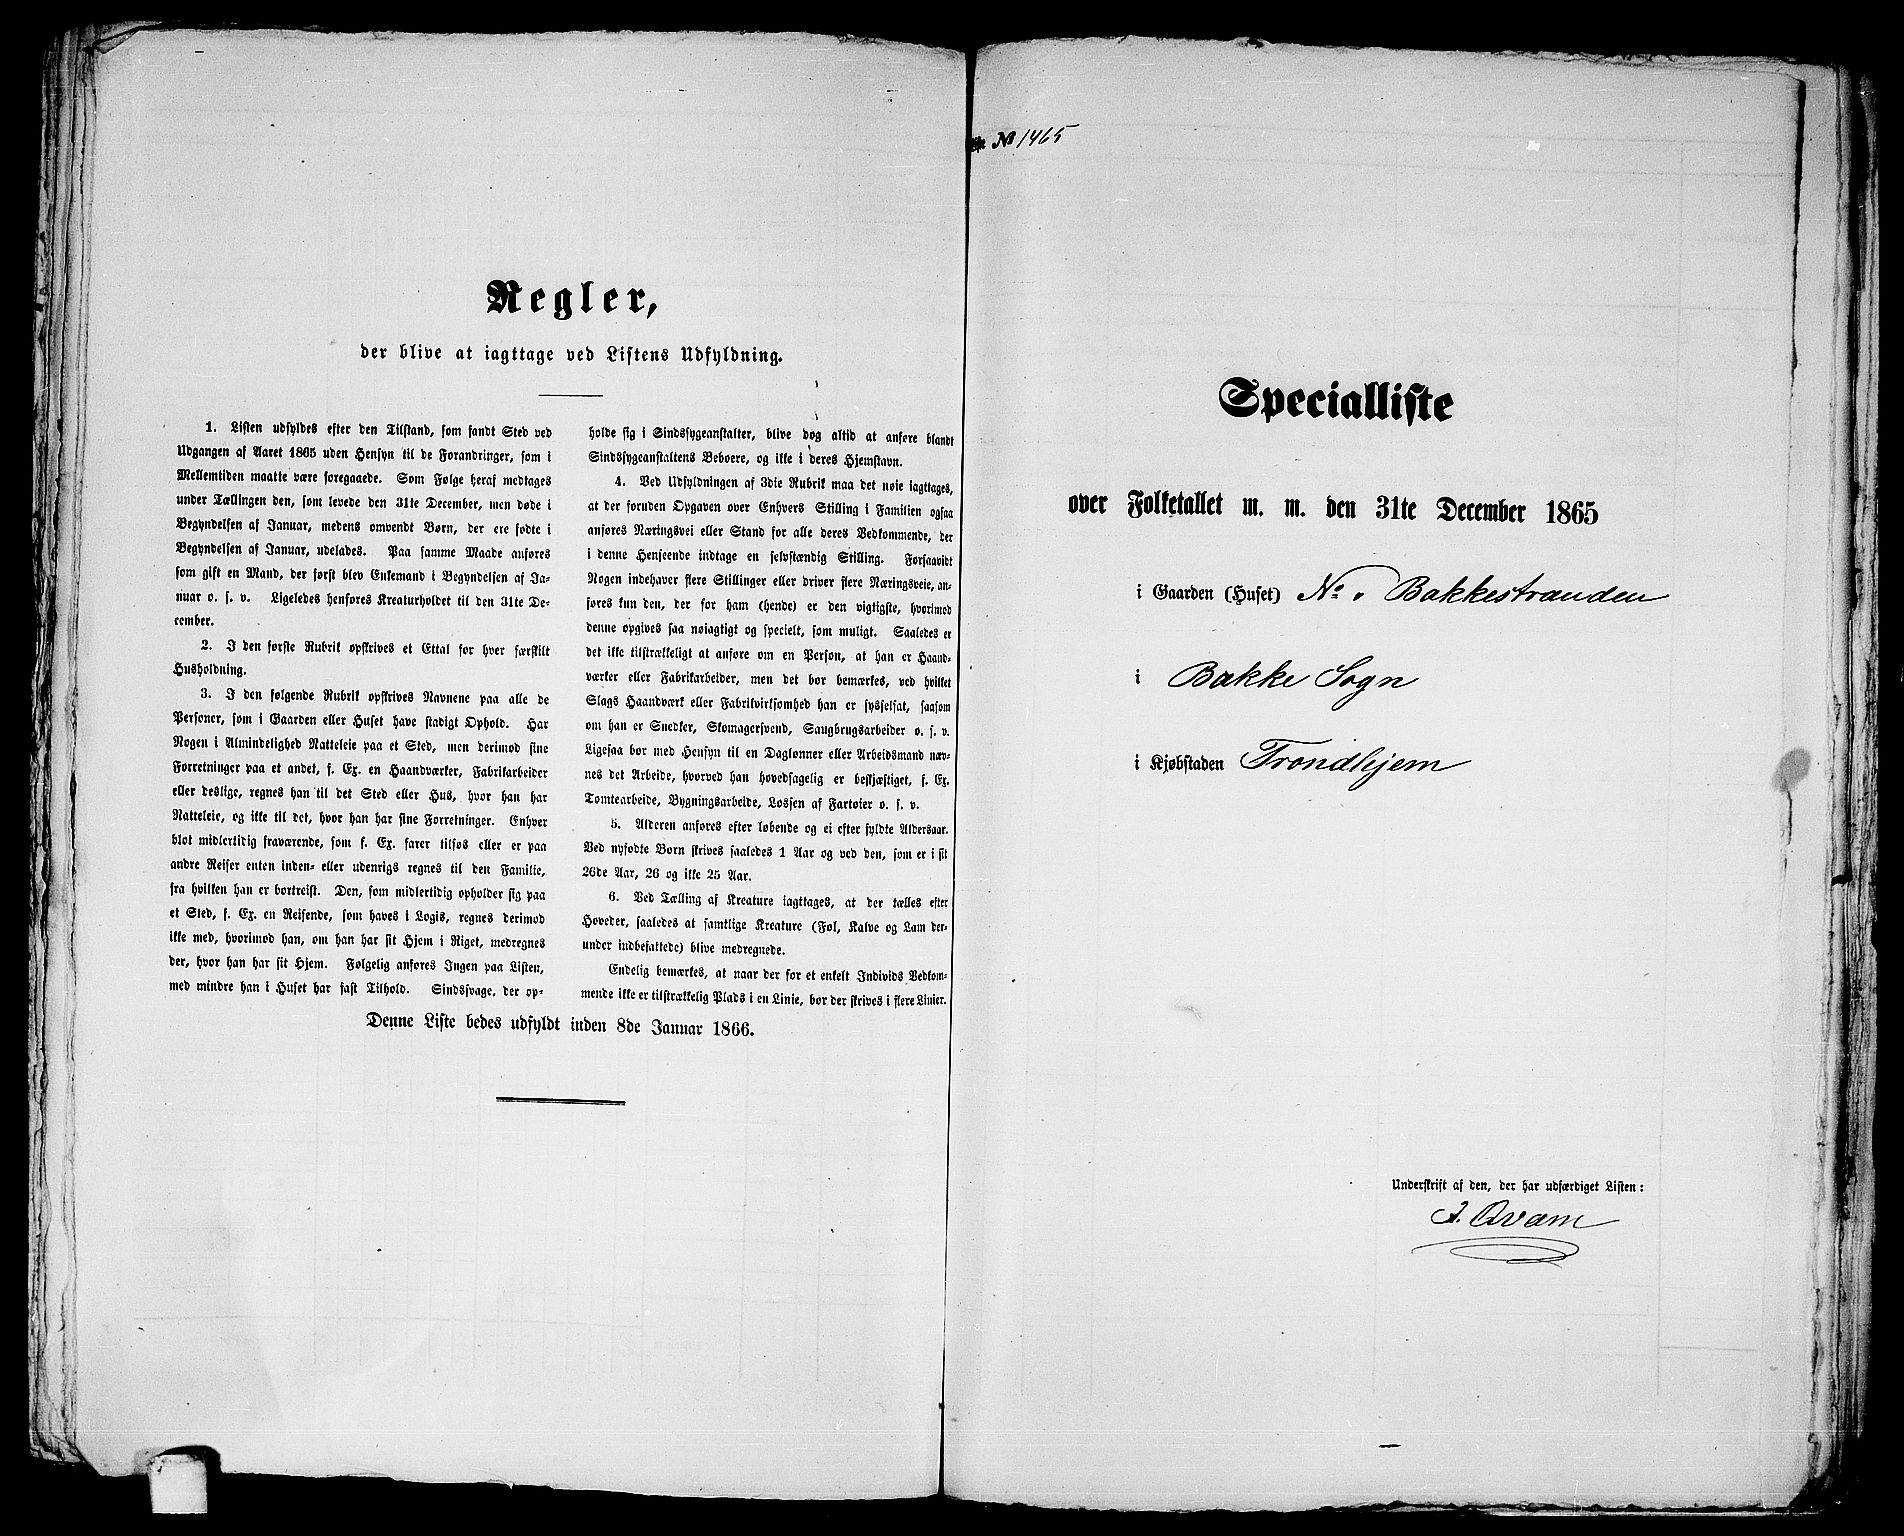 Regler,
der blive at iagttage ved Listens Udfyldning.
1. Listen udfyldes efter den Tilstand, som fandt Sted ved
Udgangen af Aaret 1865 uden Hensyn til de Forandringer, som i
Mellemtiden maatte være foregaaede. Som Følge heraf medtages
under Tællingen den, som levede den 31te December, men døde i
Begyndelsen af Januar, medens omvendt Børn, der ere fødte i
Begyndelsen af Januar, udelades. Paa samme Maade anføres
som gift en Mand, der først blev Enkemand i Begyndelsen af Ja-
nuar o. s. v. Ligeledes henføres Kreaturholdet til den 31te De-
cember.
2. I den første Rubrik opskrives et Ettal for hver særskilt
Husholdning.
3. I den følgende Rubrik opskrives Navnene paa alle de
Personer, som i Gaarden eller Huset have stadigt Ophold. Har
Nogen i Almindelighed Natteleie paa et Sted, men derimod sine
Forretninger paa et andet, f. Ex. en Haandværker, Fabrikarbeider
eller deslige, regnes han til det Sted eller Hus, hvor han har
Natteleie, og ikke til det, hvor han har sine Forretninger. Enhver
blot midlertidig fraværende, som f. Ex. farer tilsøs eller er paa
andre Reiser enten inden- eller udenrigs regnes til den Familie,
fra hvilken han er bortreist. Den, som midlertidig opholder sig paa
et Sted, f. Ex. en Reisende, som haves i Logis, regnes derimod
ikke med, hvorimod han, om han har sit Hjem i Riget, medregnes
der, hvor han har sit Hjem. Følgelig anføres Ingen paa Listen,
med mindre han i Huset har fast Tilhold. Sindssvage, der op-
holde sig i Sindssygeanstalter, blive dog altid at anføre blandt
Sindssygeanstaltens Beboere, og ikke i deres Hjemstavn.
4. Ved Udfyldningen af 3die Rubrik maa det nøie iagttages,
at der foruden Opgaven over Enhvers Stilling i Familien ogsaa
anføres Næringsvei eller Stand for alle deres Vedkommende, der
i denne Henseende indtage en selvstændig Stilling. Forsaavidt
Nogen indehaver flere Stillinger eller driver flere Næringsveie, an-
føres kun den, der for ham (hende) er den vigtigste, hvorimod
denne opgives saa nøiagtigt og specielt, som muligt. Saaledes er
det ikke tilstrækkeligt at anføre om en Person, at han er Haand-
værker eller Fabrikarbeider, men det bør bemærkes, ved hvilket
Slags Haandværk eller Fabrikvirksomhed han er sysselsat, saasom
om han er Snedker, Skomagersvend, Saugbrugsarbeider o. s. v.
Ligesaa bør med Hensyn til en Dagløner eller Arbeidsmand næv-
nes det Arbeide, hvorved han hovedsagelig er beskjæftiget, f. Ex.
Tomtearbeide, Bygningsarbeide, Lossen af Fartøier o. s. v.
5. Alderen anføres efter løbende og ei efter fyldte Aldersaar.
Ved nyfødte Børn skrives saaledes 1 Aar og ved den, som er i sit
26de Aar, 26 og ikke 25 Aar.
6. Ved Tælling af Kreature iagttages, at der tælles efter
Hoveder, saaledes at samtlige Kreature (Føl, Kalve og Lam der-
under indbefattede) blive medregnede.
Endelig bemærkes, at naar der for et enkelt Individs Vedkom-
mende ikke er tilstrækkelig Plads i en Linie, bør der skrives i flere Linier.
Denne Liste bedes udfyldt inden 8de Januar 1866.
№ 1465
Specialliste
over Folketallet m. m. den 31te December 1865
i Gaarden (Huset) No. „ Bakkestranden
i Bakke Sogn
i Kjøbstaden Trondhjem
Underskrift af den, der har udfærdiget Listen:
J. Qvam